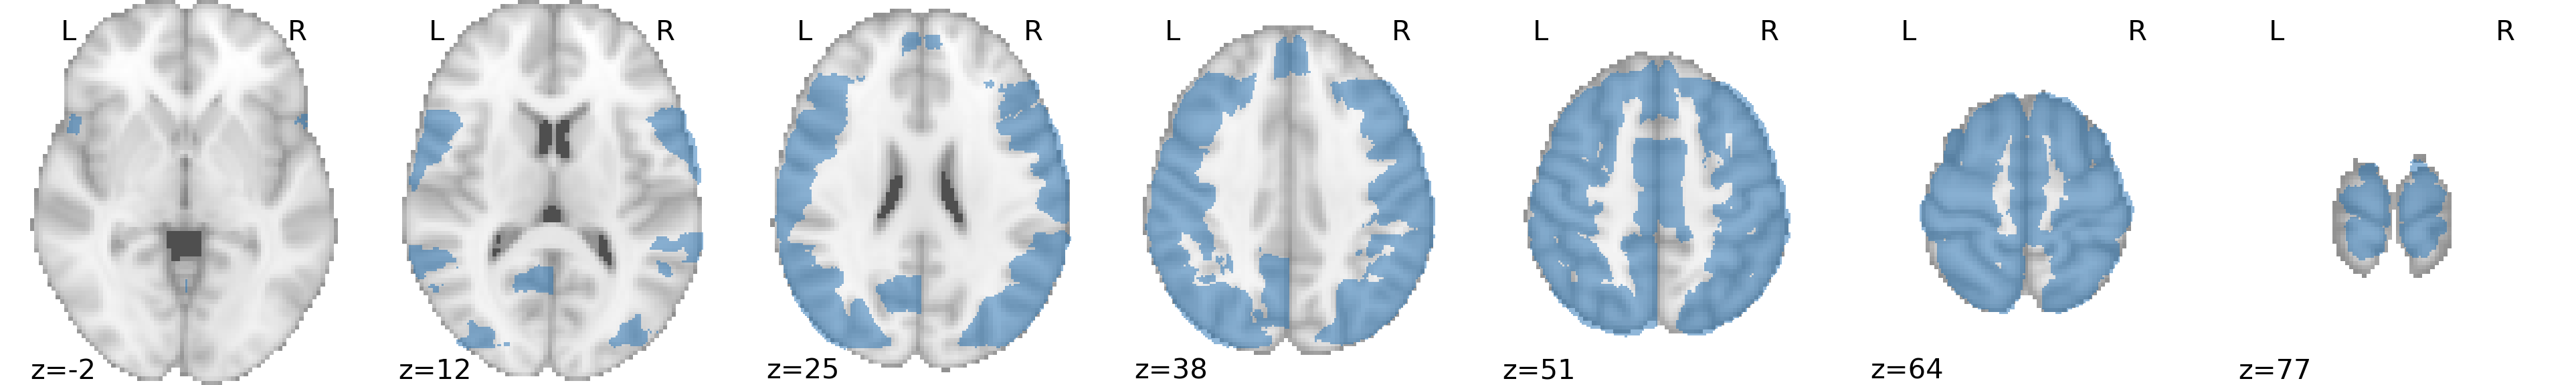 L R L R L R L R L R L R L R
z=-2 z=12 z=25 z=38 z=51 z=64 z=77